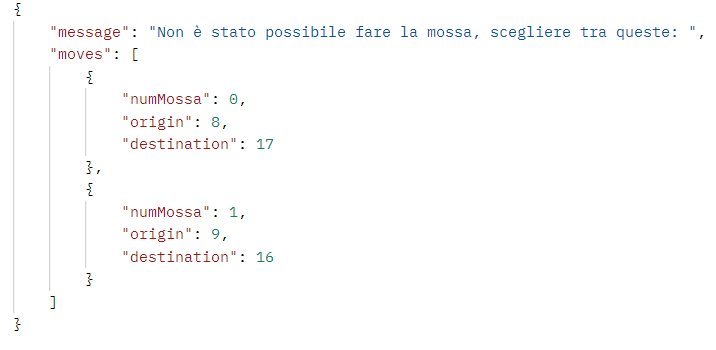 {
"message": "Non è stato possibile fare la mossa, scegliere tra queste: ",
"moves": [
{
"numMossa": 0,
"origin": 8,
"destination": 17
},
{
"numMossa": 1,
"origin": 9,
"destination": 16
}
]
}